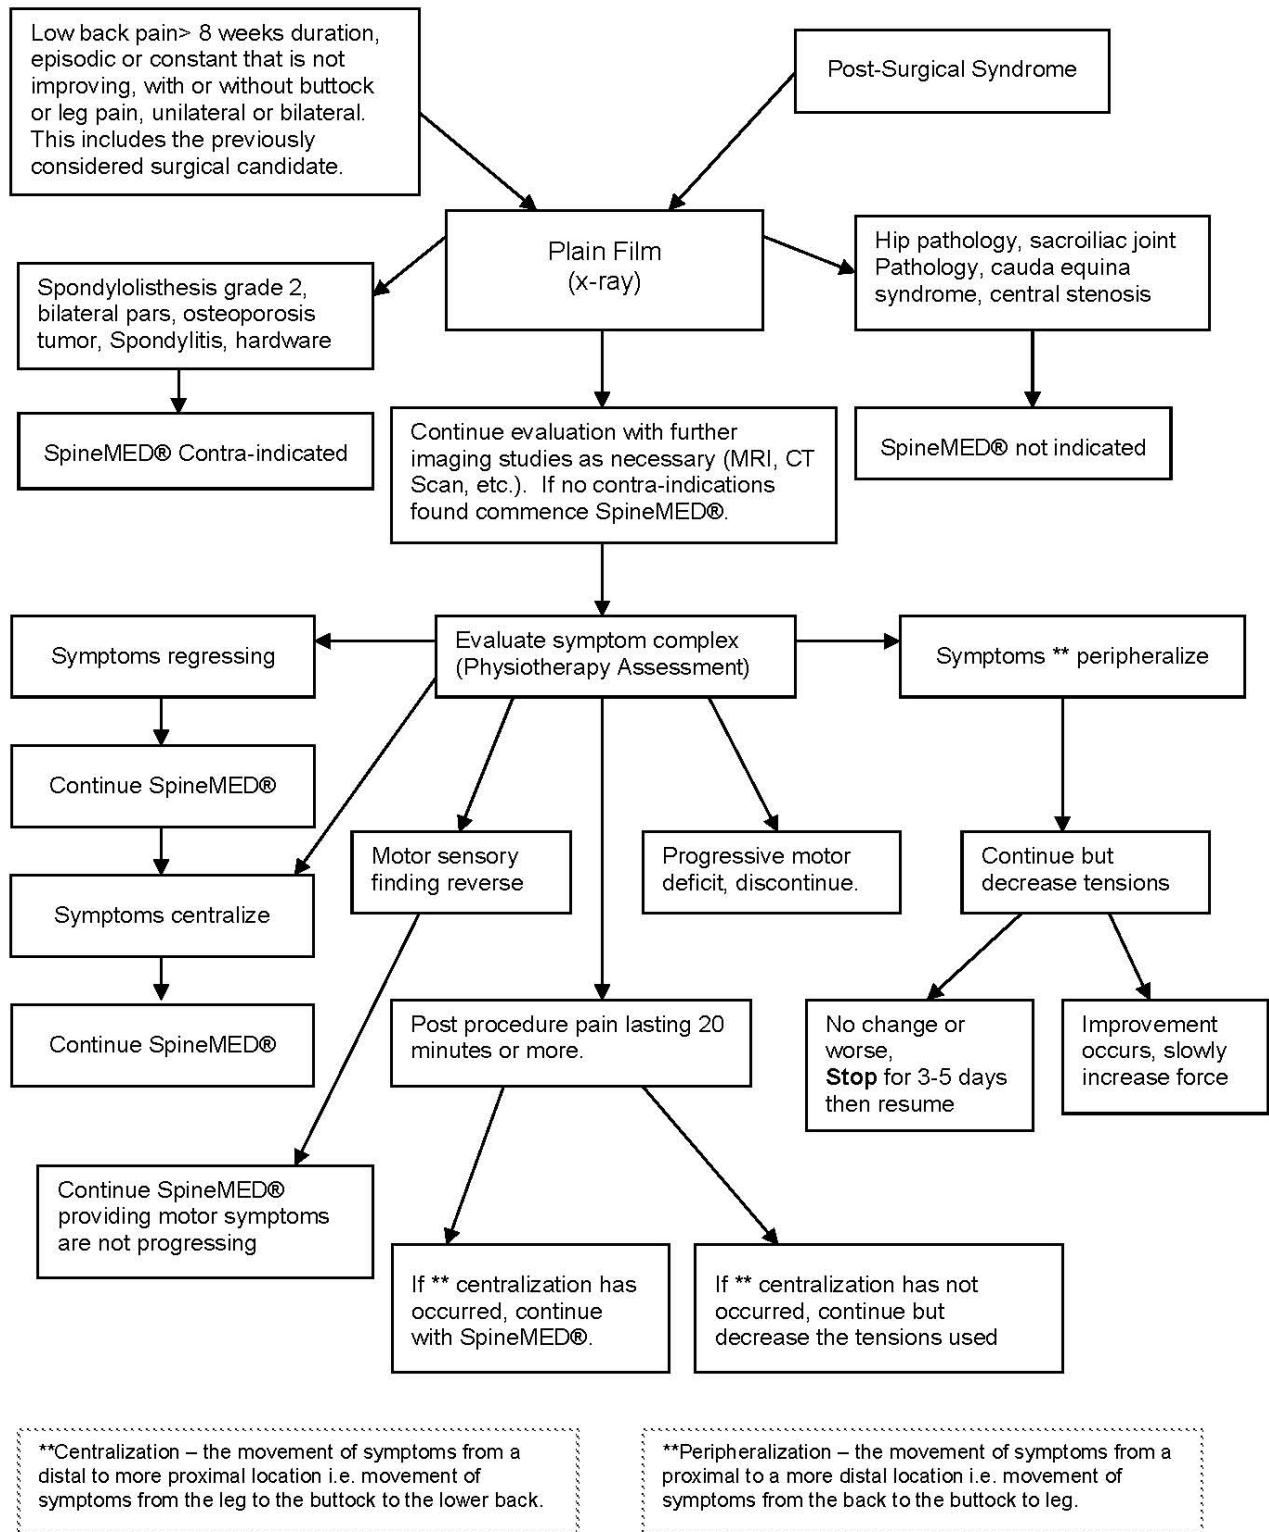 Low back pain> 8 weeks duration,
episodic or constant that is not
improving, with or without buttock
or leg pain, unilateral or bilateral.
This includes the previously
considered surgical candidate.
Post-Surgical Syndrome
Plain Film
(x-ray)
Spondylolisthesis grade 2,
bilateral pars, osteoporosis
tumor, Spondylitis, hardware
Hip pathology, sacroiliac joint
Pathology, cauda equina
syndrome, central stenosis
SpineMED® Contra-indicated
Continue evaluation with further
imaging studies as necessary (MRI, CT
Scan, etc.).  If no contra-indications
found commence SpineMED®.
SpineMED® not indicated
Symptoms regressing
Evaluate symptom complex
(Physiotherapy Assessment)
Symptoms ** peripheralize
Continue SpineMED®
Motor sensory
finding reverse
Progressive motor
deficit, discontinue.
Continue but
decrease tensions
Symptoms centralize
Continue SpineMED®
Post procedure pain lasting 20
minutes or more.
No change or
worse,
Stop for 3-5 days
then resume
Improvement
occurs, slowly
increase force
Continue SpineMED®
providing motor symptoms
are not progressing
If ** centralization has
occurred, continue
with SpineMED®.
If ** centralization has not
occurred, continue but
decrease the tensions used
**Centralization – the movement of symptoms from a
distal to more proximal location i.e. movement of
symptoms from the leg to the buttock to the lower back.
**Peripheralization – the movement of symptoms from a
proximal to a more distal location i.e. movement of
symptoms from the back to the buttock to leg.